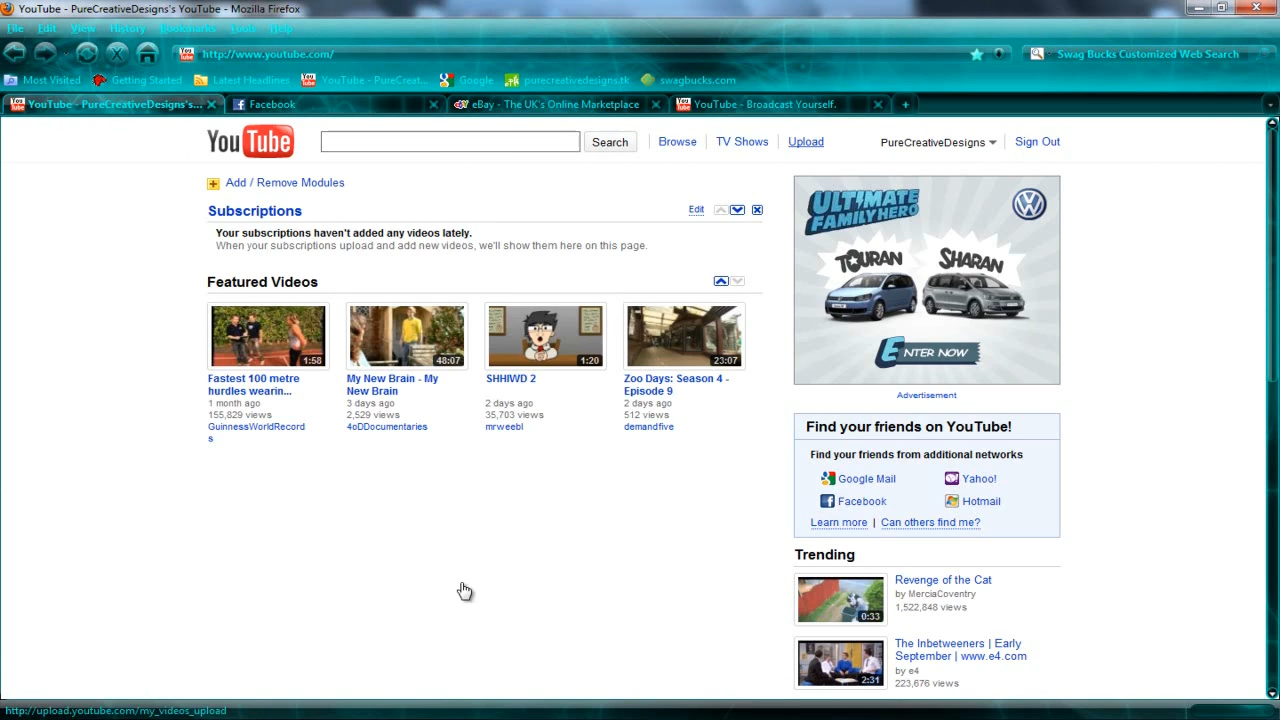 YouTube - PureCreativeDesigns's YouTube - Mozilla Firefox
File Edit View History Bookmarks Tools Help
http://www.youtube.com/
Swag Bucks Customized Web Search
Most Visited Getting Started Latest Headlines YouTube - PureCreat... Google purecreativedesigns.tk swagbucks.com
YouTube - PureCreativeDesigns's... Facebook eBay - The UK's Online Marketplace YouTube - Broadcast Yourself.
YouTube Search Browse TV Shows Upload PureCreativeDesigns Sign Out
Add / Remove Modules
Subscriptions Edit
Your subscriptions haven't added any videos lately.
When your subscriptions upload and add new videos, we'll show them here on this page.
Featured Videos
1:58 48:07 1:20 23:07
Fastest 100 metre
hurdles wearin...
1 month ago
155,829 views
GuinnessWorldRecord
s
My New Brain - My
New Brain
3 days ago
2,529 views
4oDDocumentaries
SHHIWD 2
2 days ago
35,703 views
mrweebl
Zoo Days: Season 4 -
Episode 9
2 days ago
512 views
demandfive
ULTIMATE
FAMILY HERO
TOURAN SHARAN
ENTER NOW
Advertisement
Find your friends on YouTube!
Find your friends from additional networks
Google Mail Yahoo!
Facebook Hotmail
Learn more | Can others find me?
Trending
0:33
Revenge of the Cat
by MerciaCoventry
1,522,848 views
2:31
The Inbetweeners | Early
September | www.e4.com
by e4
223,676 views
http://upload.youtube.com/my_videos_upload